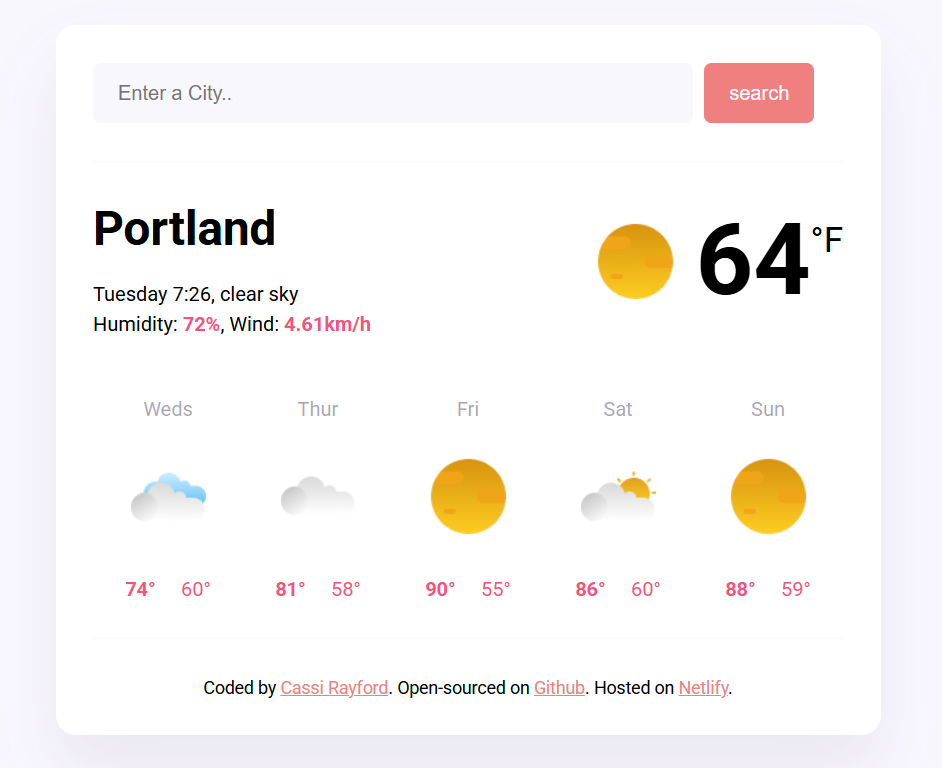 Enter a City..
search
Portland
64°F
Tuesday 7:26, clear sky
Humidity: 72%, Wind: 4.61km/h
Weds Thur Fri Sat Sun
74° 60° 81° 58° 90° 55° 86° 60° 88° 59°
Coded by Cassi Rayford. Open-sourced on Github. Hosted on Netlify.